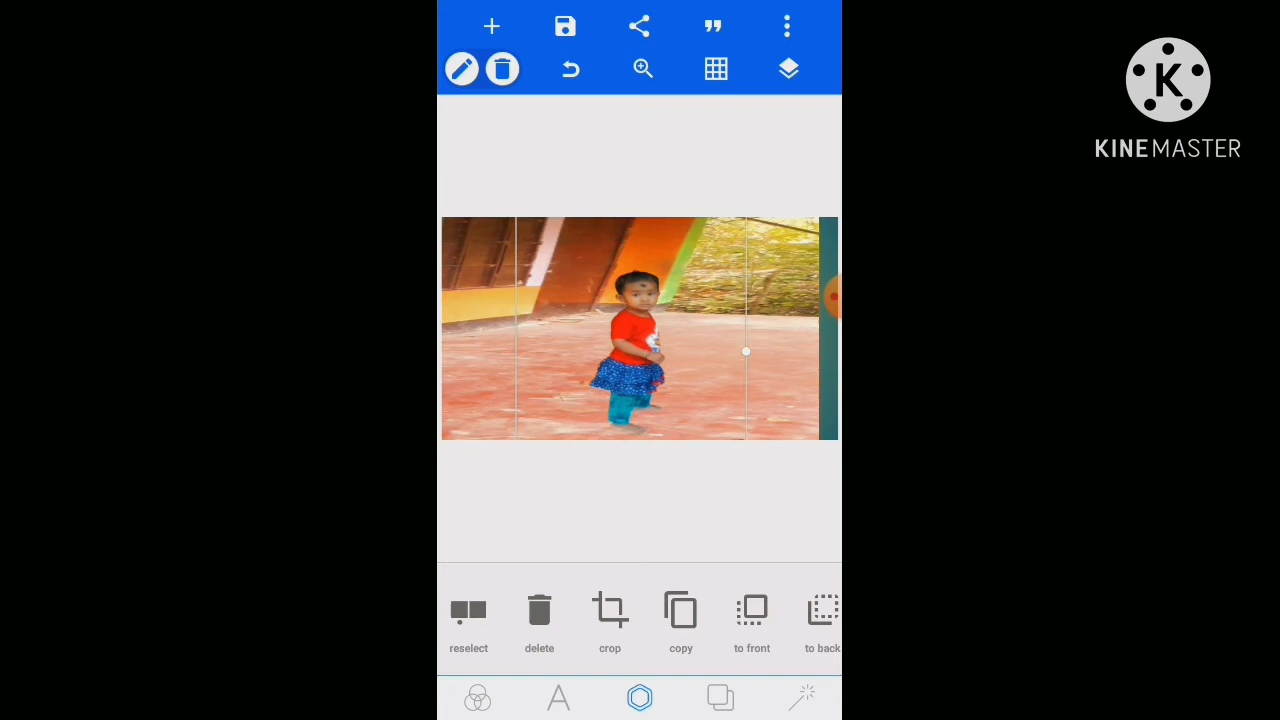 KINEMASTER
reselect
delete
crop
copy
to front
to back